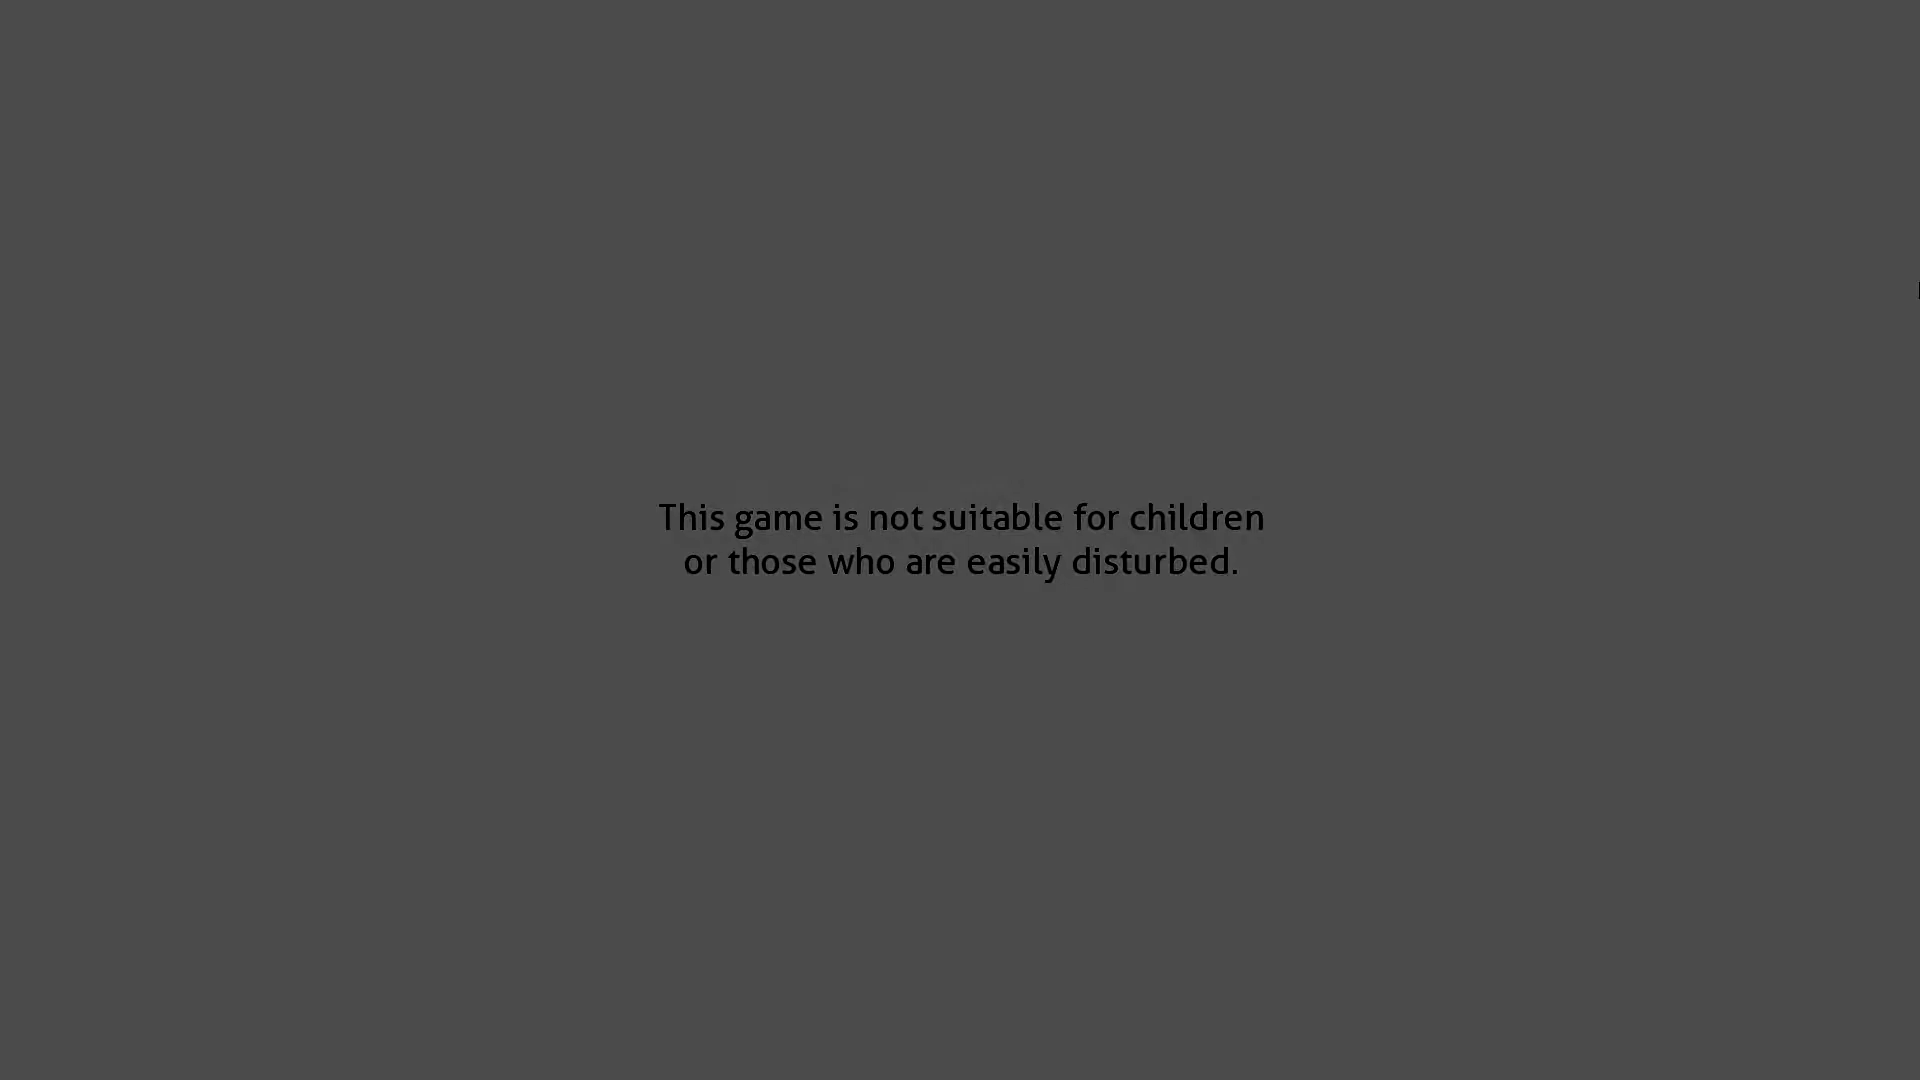 This game is not suitable for children
or those who are easily disturbed.